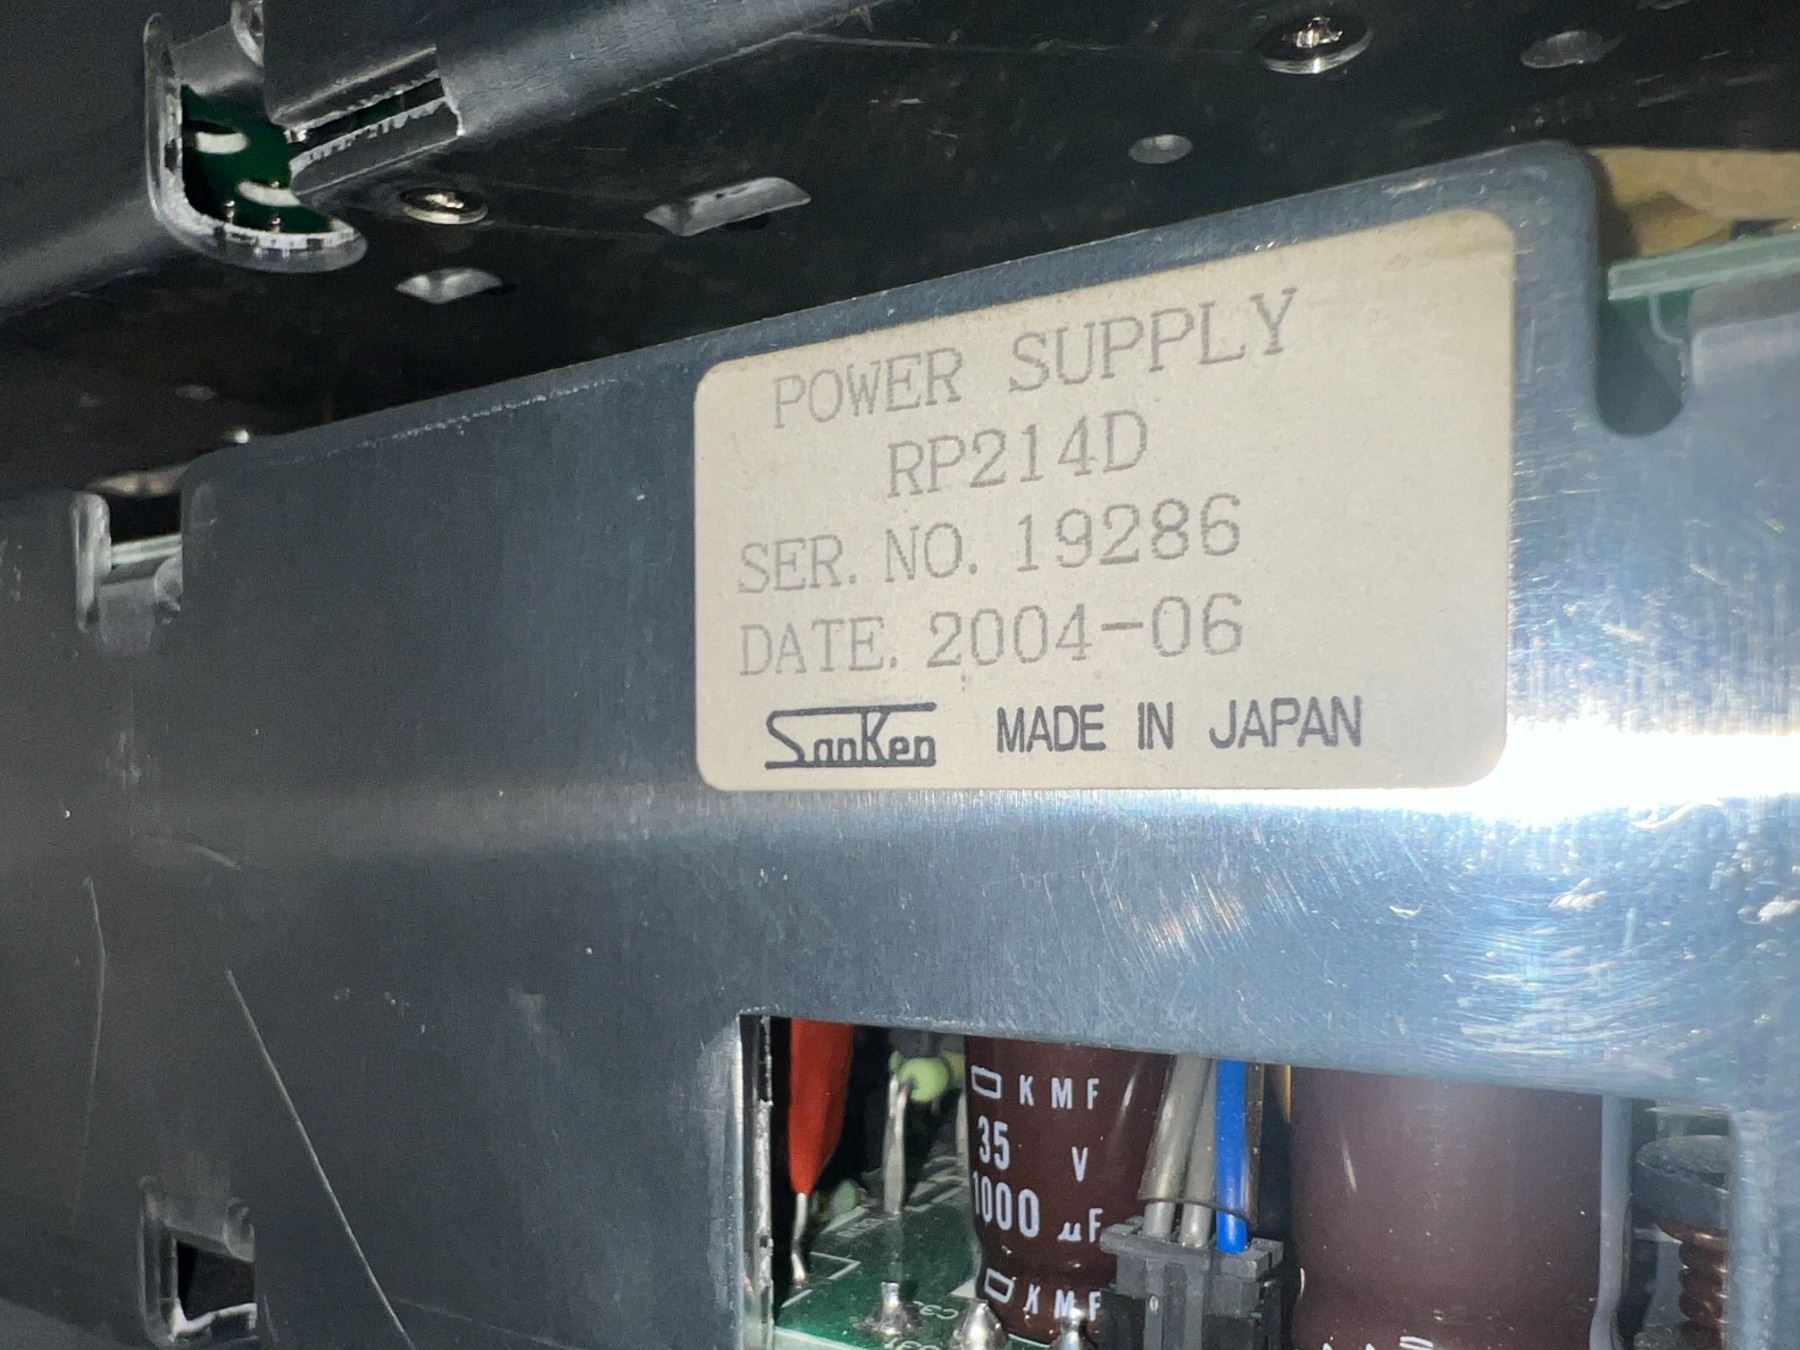 POWER SUPPLY
RP214D
SER. NO. 19286
DATE. 2004-06
SanKen MADE IN JAPAN
KMF
35 V
1000 μF
KMF